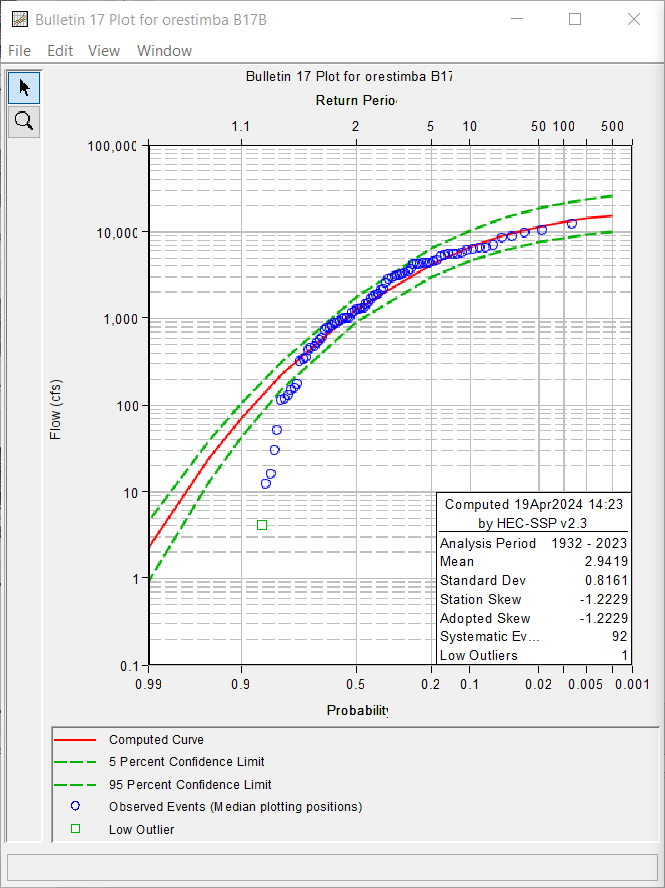 Bulletin 17 Plot for orestimba B17B
File Edit View Window
Bulletin 17 Plot for orestimba B17
Return Perio
1.1 2 5 10 50 100 500
100,000
10,000
1,000
100
10
1
0.1
Flow (cfs)
0.99 0.9 0.5 0.2 0.1 0.02 0.005 0.001
Probability
Computed 19Apr2024 14:23
by HEC-SSP v2.3
Analysis Period 1932 - 2023
Mean 2.9419
Standard Dev 0.8161
Station Skew -1.2229
Adopted Skew -1.2229
Systematic Ev... 92
Low Outliers 1
Computed Curve
5 Percent Confidence Limit
95 Percent Confidence Limit
Observed Events (Median plotting positions)
Low Outlier